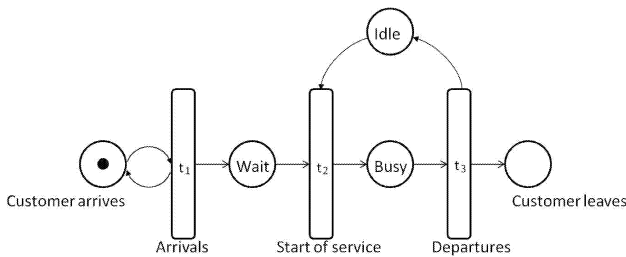 Idle
t1
Wait
t2
Busy
t3
Customer arrives
Customer leaves
Arrivals
Start of service
Departures